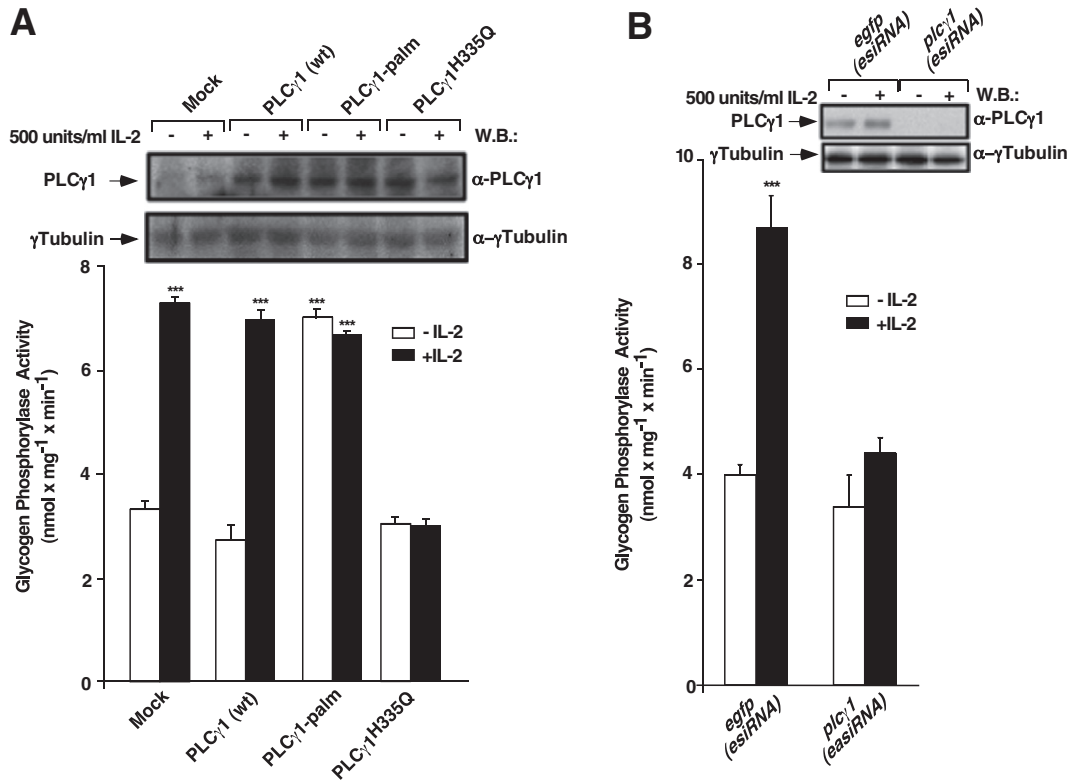 A
Mock
PLCγ1 (wt)
PLCγ1-palm
PLCγ1H335Q
500 units/ml IL-2 - + - + - + - + W.B.:
PLCγ1 α-PLCγ1
γTubulin α–γTubulin
8
6
4
2
0
Glycogen Phosphorylase Activity
(nmol x mg⁻¹ x min⁻¹)
***
***
***
***
- IL-2
+IL-2
Mock
PLCγ1 (wt)
PLCγ1-palm
PLCγ1H335Q
B
egfp
(esiRNA)
plcγ1
(esiRNA)
500 units/ml IL-2 - + - + W.B.:
PLCγ1 α-PLCγ1
γTubulin α–γTubulin
10
8
6
4
2
0
Glycogen Phosphorylase Activity
(nmol x mg⁻¹ x min⁻¹)
***
- IL-2
+IL-2
egfp
(esiRNA)
plcγ1
(easiRNA)